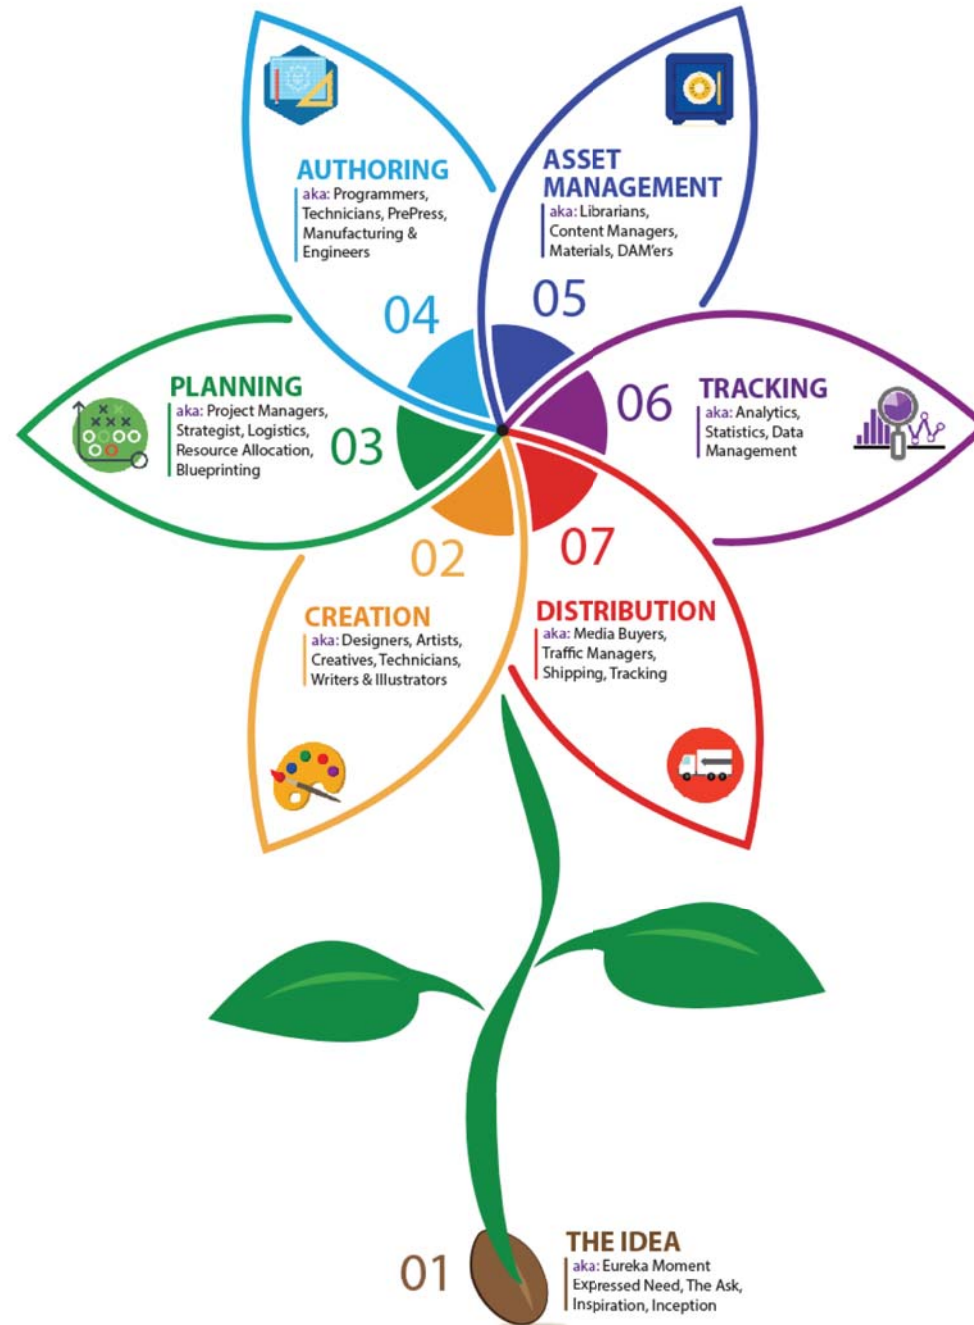 AUTHORING
aka: Programmers,
Technicians, PrePress,
Manufacturing &
Engineers
04
ASSET
MANAGEMENT
aka: Librarians,
Content Managers,
Materials, DAM'ers
05
PLANNING
aka: Project Managers,
Strategist, Logistics,
Resource Allocation,
Blueprinting
03
06
TRACKING
aka: Analytics,
Statistics, Data
Management
02
CREATION
aka: Designers, Artists,
Creatives, Technicians,
Writers & Illustrators
07
DISTRIBUTION
aka: Media Buyers,
Traffic Managers,
Shipping, Tracking
01
THE IDEA
aka: Eureka Moment
Expressed Need, The Ask,
Inspiration, Inception